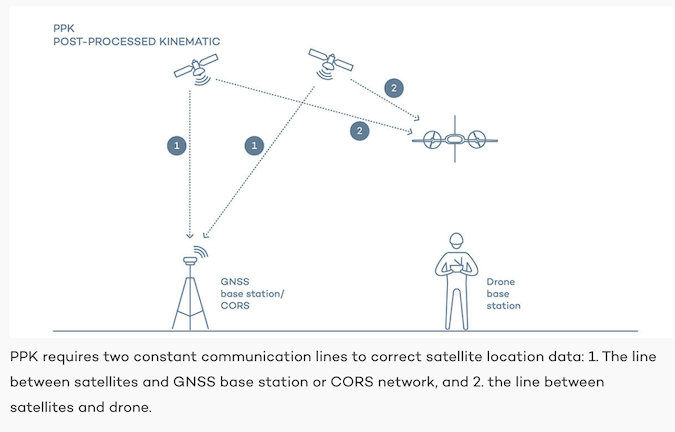 PPK
POST-PROCESSED KINEMATIC
2
2
1
1
GNSS
base station/
CORS
Drone
base
station
PPK requires two constant communication lines to correct satellite location data: 1. The line
between satellites and GNSS base station or CORS network, and 2. the line between
satellites and drone.